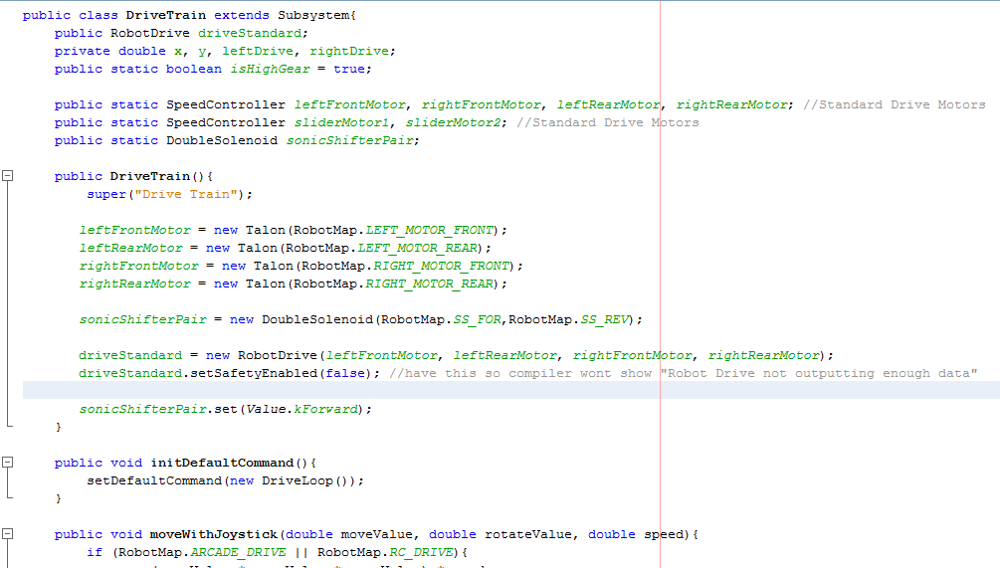 public class DriveTrain extends Subsystem{
public RobotDrive driveStandard;
private double x, y, leftDrive, rightDrive;
public static boolean isHighGear = true;
public static SpeedController leftFrontMotor, rightFrontMotor, leftRearMotor, rightRearMotor; //Standard Drive Motors
public static SpeedController sliderMotor1, sliderMotor2; //Standard Drive Motors
public static DoubleSolenoid sonicShifterPair;
public DriveTrain(){
super("Drive Train");
leftFrontMotor = new Talon(RobotMap.LEFT_MOTOR_FRONT);
leftRearMotor = new Talon(RobotMap.LEFT_MOTOR_REAR);
rightFrontMotor = new Talon(RobotMap.RIGHT_MOTOR_FRONT);
rightRearMotor = new Talon(RobotMap.RIGHT_MOTOR_REAR);
sonicShifterPair = new DoubleSolenoid(RobotMap.SS_FOR,RobotMap.SS_REV);
driveStandard = new RobotDrive(leftFrontMotor, leftRearMotor, rightFrontMotor, rightRearMotor);
driveStandard.setSafetyEnabled(false); //have this so compiler wont show "Robot Drive not outputting enough data"
sonicShifterPair.set(Value.kForward);
}
public void initDefaultCommand(){
setDefaultCommand(new DriveLoop());
}
public void moveWithJoystick(double moveValue, double rotateValue, double speed){
if (RobotMap.ARCADE_DRIVE || RobotMap.RC_DRIVE){